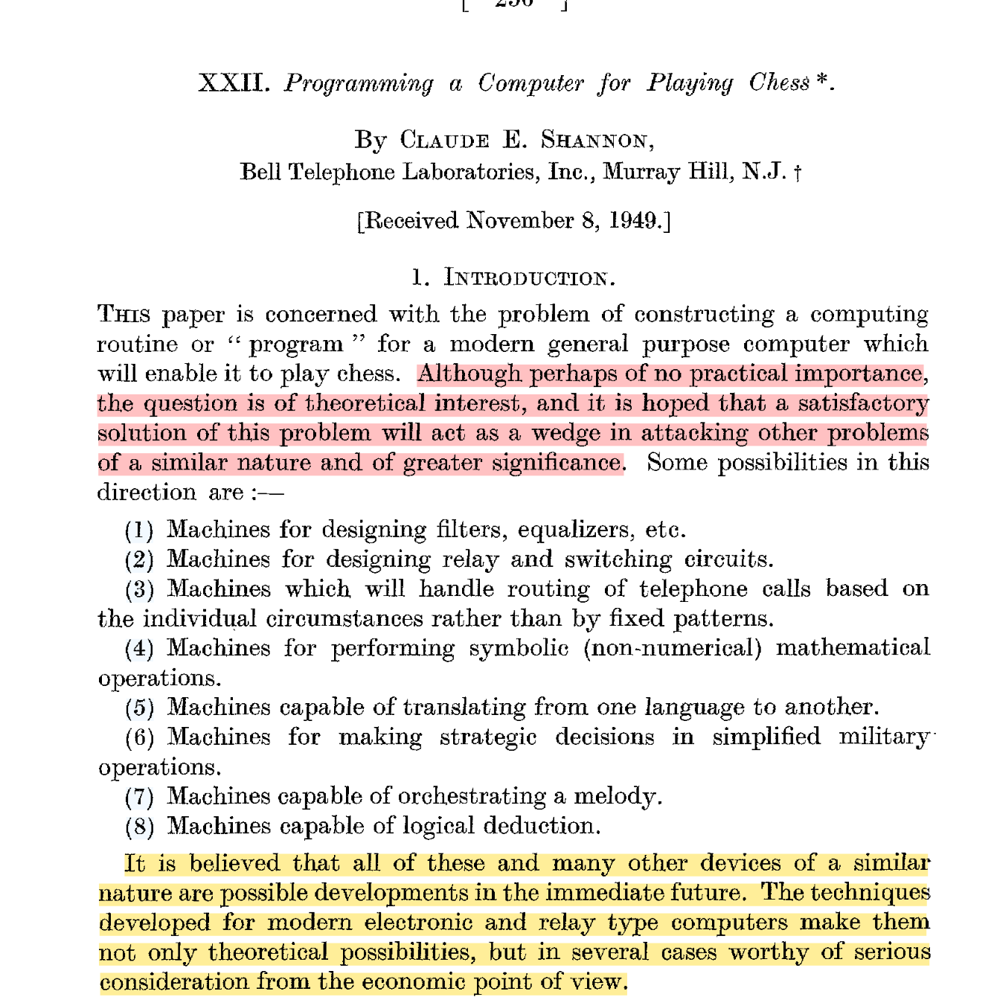 XXII. Programming a Computer for Playing Chess *.
By CLAUDE E. SHANNON,
Bell Telephone Laboratories, Inc., Murray Hill, N.J. †
[Received November 8, 1949.]
1. INTRODUCTION.
THIS paper is concerned with the problem of constructing a computing
routine or “ program ” for a modern general purpose computer which
will enable it to play chess. Although perhaps of no practical importance,
the question is of theoretical interest, and it is hoped that a satisfactory
solution of this problem will act as a wedge in attacking other problems
of a similar nature and of greater significance. Some possibilities in this
direction are :—
(1) Machines for designing filters, equalizers, etc.
(2) Machines for designing relay and switching circuits.
(3) Machines which will handle routing of telephone calls based on
the individual circumstances rather than by fixed patterns.
(4) Machines for performing symbolic (non-numerical) mathematical
operations.
(5) Machines capable of translating from one language to another.
(6) Machines for making strategic decisions in simplified military
operations.
(7) Machines capable of orchestrating a melody.
(8) Machines capable of logical deduction.
It is believed that all of these and many other devices of a similar
nature are possible developments in the immediate future. The techniques
developed for modern electronic and relay type computers make them
not only theoretical possibilities, but in several cases worthy of serious
consideration from the economic point of view.